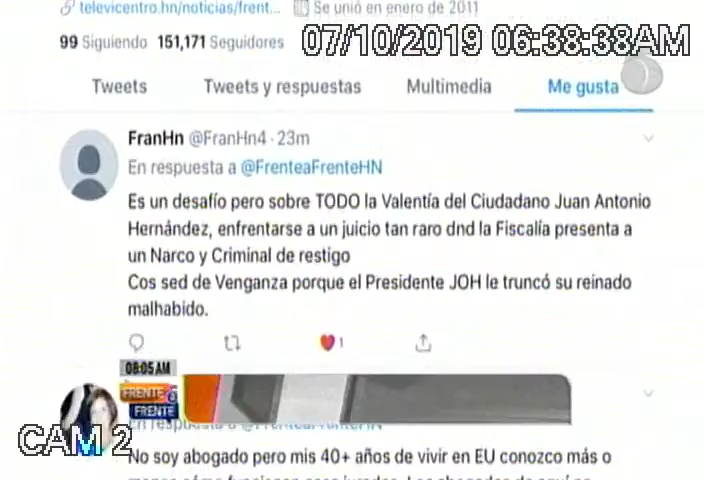 televicentro.hn/noticias/frent... Se unió en enero de 2011
99 Siguiendo 151,171 Seguidores
07/10/2019 06:38:38AM
Tweets Tweets y respuestas Multimedia Me gusta
FranHn @FranHn4 · 23m
En respuesta a @FrenteaFrenteHN
Es un desafío pero sobre TODO la Valentía del Ciudadano Juan Antonio
Hernández, enfrentarse a un juicio tan raro dnd la Fiscalía presenta a
un Narco y Criminal de restigo
Cos sed de Venganza porque el Presidente JOH le truncó su reinado
malhabido.
1
08:05 AM
FRENTE a
FRENTE
En respuesta a @FrenteaFrenteHN
CAM 2
No soy abogado pero mis 40+ años de vivir en EU conozco más o